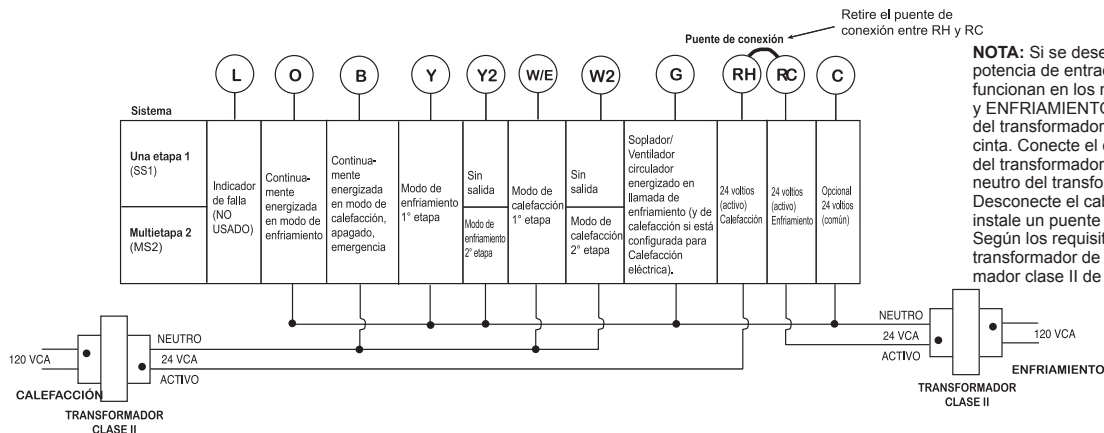 Retire el puente de
conexión entre RH y RC
Puente de conexión
L
O
B
Y
Y2
W/E
W2
G
RH
RC
C
NOTA: Si se dese
potencia de entrad
funcionan en los m
y ENFRIAMIENTO
del transformador
cinta. Conecte el c
del transformador
neutro del transfo
Desconecte el cal
instale un puente
Según los requisit
transformador de
mador clase II de
Sistema
Una etapa 1
(SS1)
Multietapa 2
(MS2)
Indicador
de falla
(NO
USADO)
Continua-
mente
energizada
en modo de
enfriamiento
Continua-
mente
energizada
en modo de
calefacción,
apagado,
emergencia
Modo de
enfriamiento
1° etapa
Sin
salida
Modo de
enfriamiento
2° etapa
Modo de
calefacción
1° etapa
Sin
salida
Modo de
calefacción
2° etapa
Soplador/
Ventilador
circulador
energizado en
llamada de
enfriamiento (y de
calefacción si está
configurada para
Calefacción
eléctrica).
24 voltios
(activo)
Calefacción
24 voltios
(activo)
Enfriamiento
Opcional
24 voltios
(común)
120 VCA
NEUTRO
24 VCA
ACTIVO
CALEFACCIÓN
TRANSFORMADOR
CLASE II
NEUTRO
24 VCA
ACTIVO
120 VCA
ENFRIAMIENTO
TRANSFORMADOR
CLASE II